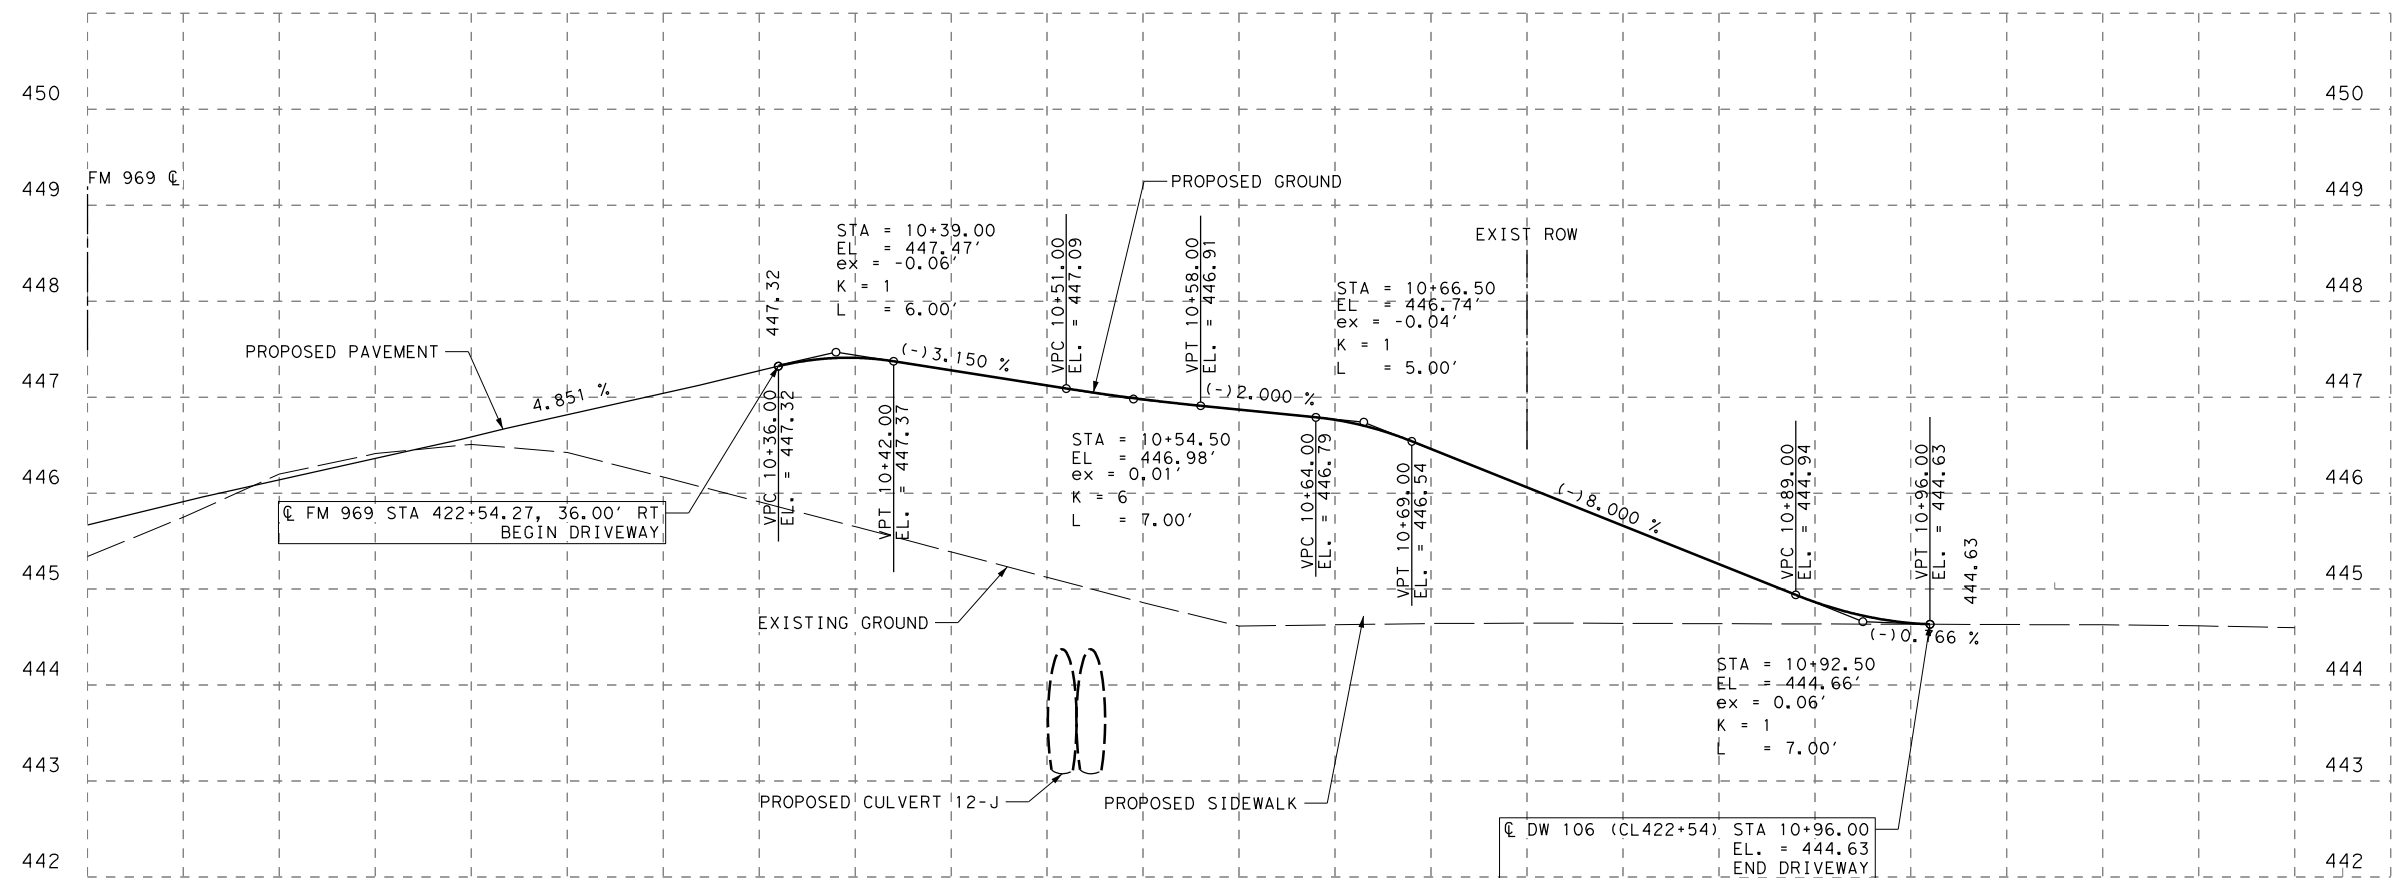 450
450
FM 969 ℄
449
449
PROPOSED GROUND
EXIST ROW
STA = 10+39.00
EL = 447.47'
ex = -0.06'
K = 1
L = 6.00'
VPC 10+51.00
EL. = 447.09
VPT 10+58.00
EL. = 446.91
448
448
447.32
STA = 10+66.50
EL = 446.74'
ex = -0.04'
K = 1
L = 5.00'
PROPOSED PAVEMENT
(-)3.150 %
447
447
4.851 %
(-)2.000 %
VPC 10+36.00
EL. = 447.32
VPT 10+42.00
EL. = 447.37
STA = 10+54.50
EL = 446.98'
ex = 0.01'
K = 6
L = 7.00'
VPC 10+64.00
EL. = 446.79
VPT 10+69.00
EL. = 446.54
446
446
(-)8.000 %
VPC 10+89.00
EL. = 444.94
VPT 10+96.00
EL. = 444.63
444.63
℄ FM 969 STA 422+54.27, 36.00' RT
BEGIN DRIVEWAY
445
445
EXISTING GROUND
(-)0.766 %
444
444
STA = 10+92.50
EL = 444.66'
ex = 0.06'
K = 1
L = 7.00'
443
443
PROPOSED CULVERT 12-J
PROPOSED SIDEWALK
℄ DW 106 (CL422+54) STA 10+96.00
EL. = 444.63
END DRIVEWAY
442
442